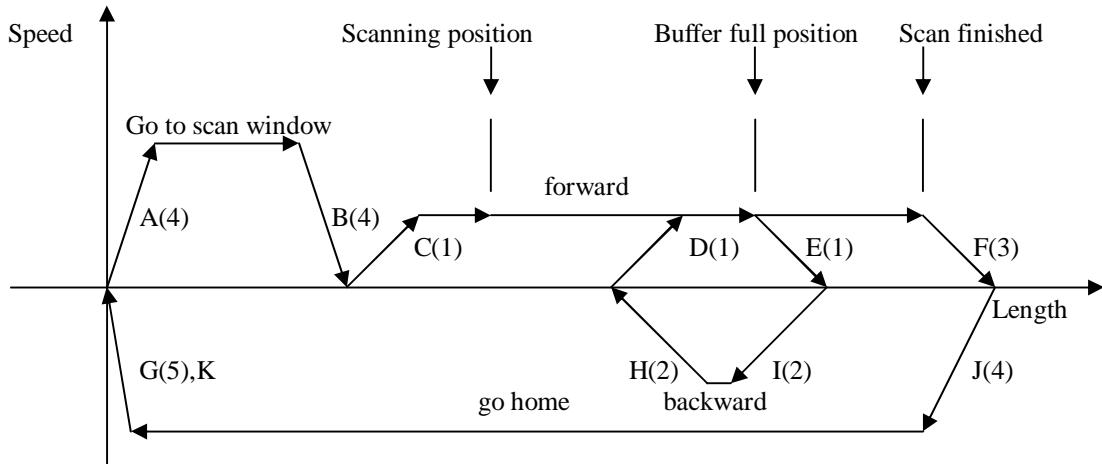 Speed
Scanning position
Buffer full position
Scan finished
Go to scan window
forward
A(4)
B(4)
C(1)
D(1)
E(1)
F(3)
Length
G(5),K
H(2)
I(2)
J(4)
go home
backward